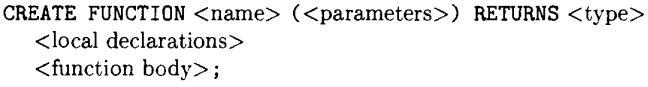 CREATE FUNCTION <name> (<parameters>) RETURNS <type>
<local declarations>
<function body>;